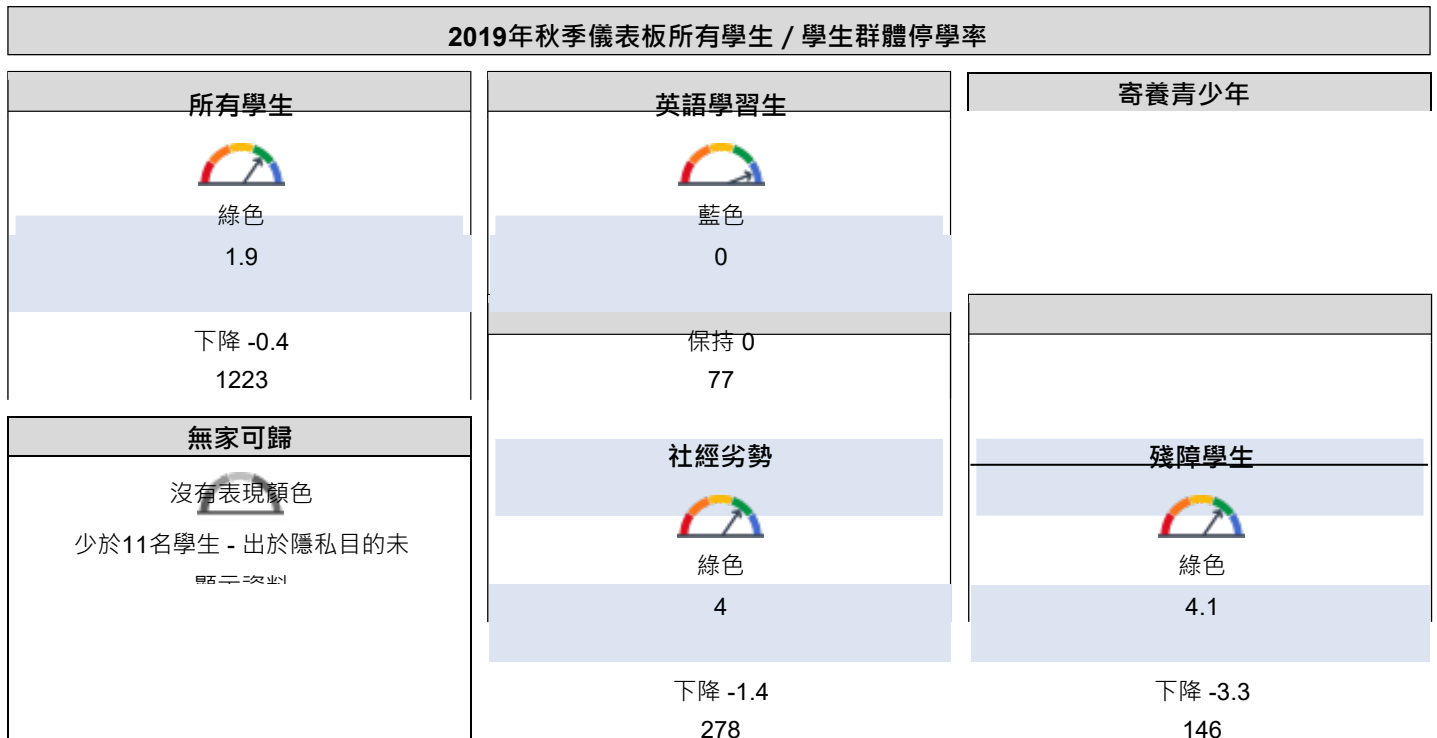 2019年秋季儀表板所有學生 / 學生群體停學率
所有學生
綠色
1.9
下降 -0.4
1223
英語學習生
藍色
0
保持 0
77
寄養青少年
無家可歸
沒有表現顏色
少於11名學生 - 出於隱私目的未
顯示資料
社經劣勢
綠色
4
下降 -1.4
278
殘障學生
綠色
4.1
下降 -3.3
146